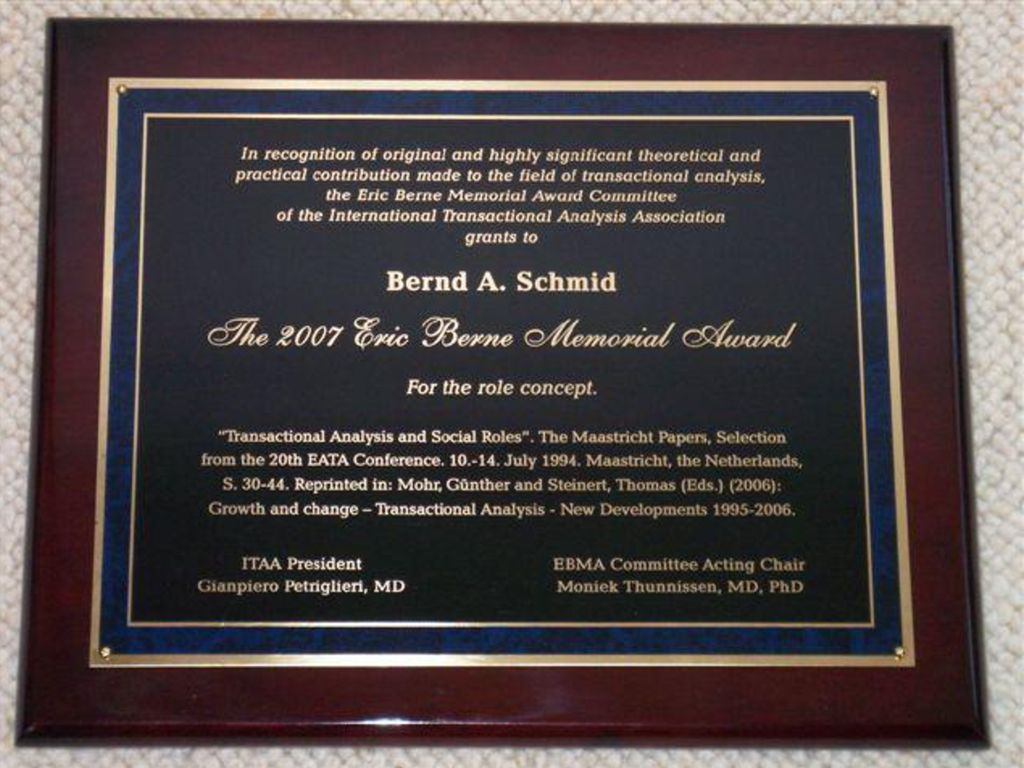 In recognition of original and highly significant theoretical and
practical contribution made to the field of transactional analysis,
the Eric Berne Memorial Award Committee
of the International Transactional Analysis Association
grants to
Bernd A. Schmid
The 2007 Eric Berne Memorial Award
For the role concept.
"Transactional Analysis and Social Roles". The Maastricht Papers, Selection
from the 20th EATA Conference. 10.-14. July 1994. Maastricht, the Netherlands,
S. 30-44. Reprinted in: Mohr, Günther and Steinert, Thomas (Eds.) (2006):
Growth and change – Transactional Analysis - New Developments 1995-2006.
ITAA President EBMA Committee Acting Chair
Gianpiero Petriglieri, MD Moniek Thunnissen, MD, PhD